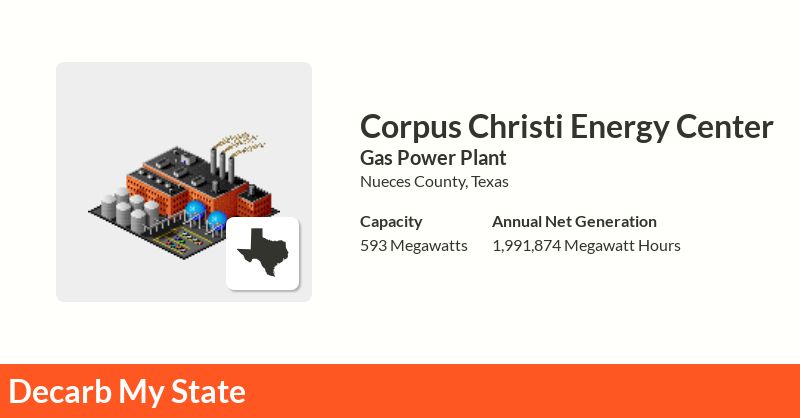 Corpus Christi Energy Center
Gas Power Plant
Nueces County, Texas
Capacity
593 Megawatts
Annual Net Generation
1,991,874 Megawatt Hours
Decarb My State